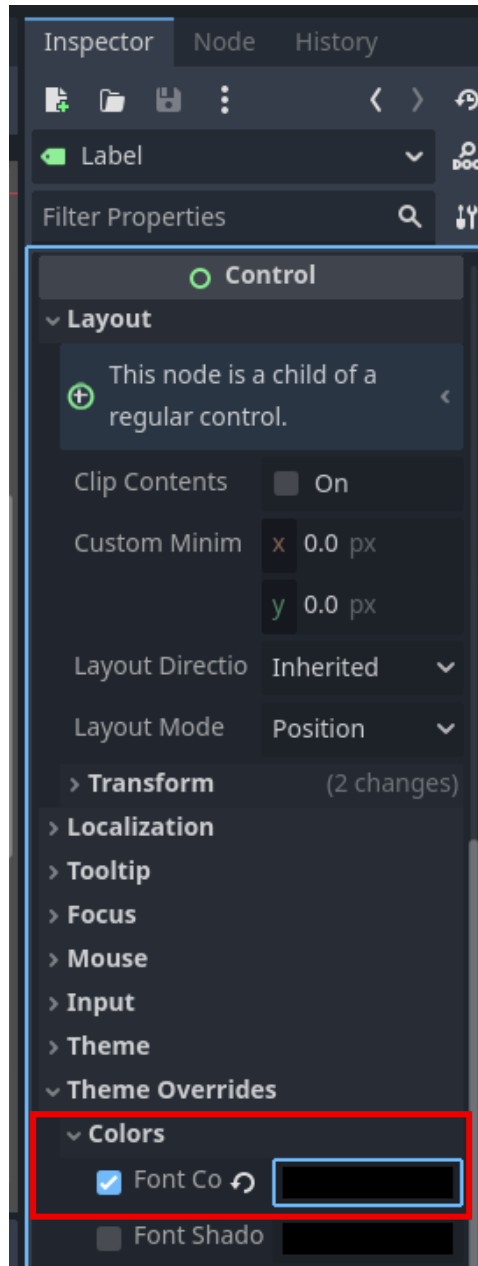 Inspector Node History
Label
DOC
Filter Properties
Control
Layout
This node is a child of a
regular control.
Clip Contents On
Custom Minim x 0.0 px
y 0.0 px
Layout Directio Inherited
Layout Mode Position
Transform (2 changes)
Localization
Tooltip
Focus
Mouse
Input
Theme
Theme Overrides
Colors
Font Co
Font Shado